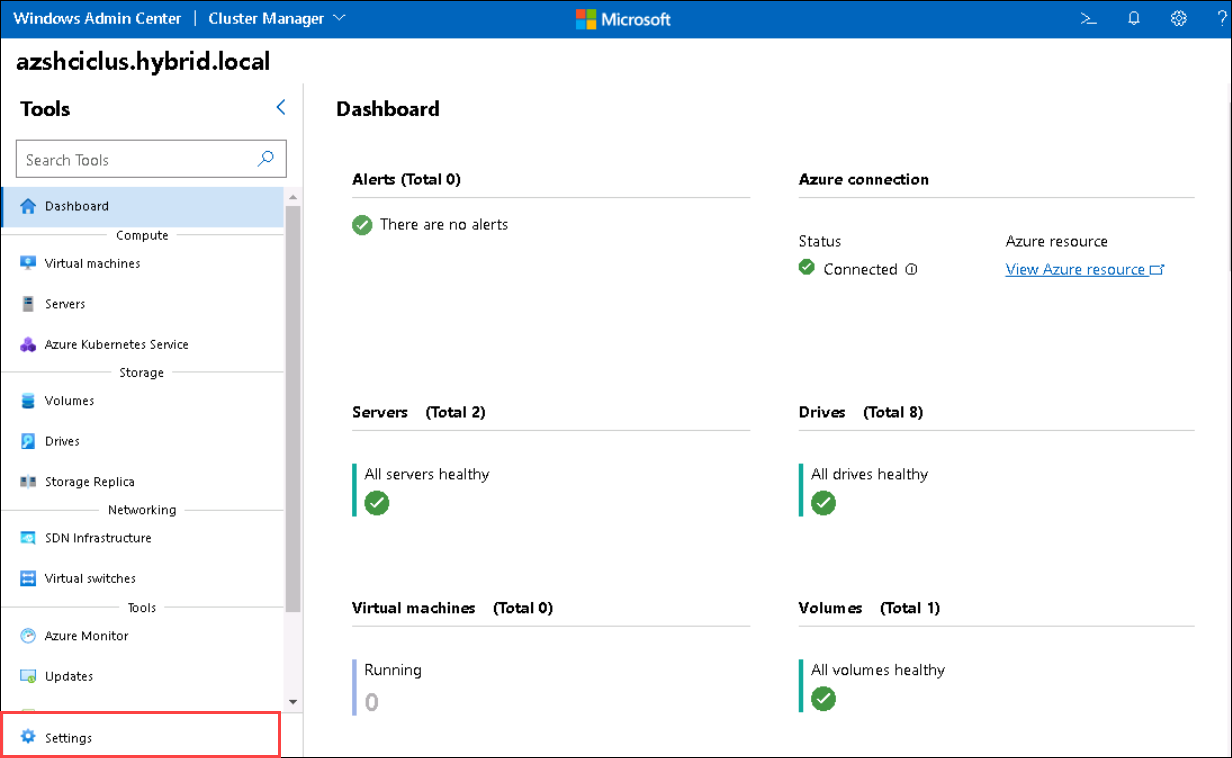 Windows Admin Center | Cluster Manager
Microsoft
azshciclus.hybrid.local
Tools
Search Tools
Dashboard
Compute
Virtual machines
Servers
Azure Kubernetes Service
Storage
Volumes
Drives
Storage Replica
Networking
SDN Infrastructure
Virtual switches
Tools
Azure Monitor
Updates
Settings
Dashboard
Alerts (Total 0)
There are no alerts
Azure connection
Status
Connected
Azure resource
View Azure resource
Servers (Total 2)
All servers healthy
Drives (Total 8)
All drives healthy
Virtual machines (Total 0)
Running
0
Volumes (Total 1)
All volumes healthy